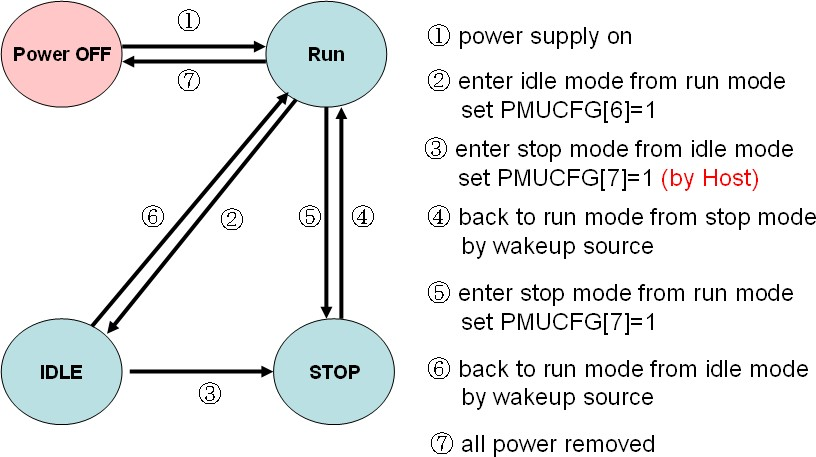 Power OFF
①
⑦
Run
⑥
②
⑤
④
IDLE
③
STOP
① power supply on
② enter idle mode from run mode
set PMUCFG[6]=1
③ enter stop mode from idle mode
set PMUCFG[7]=1 (by Host)
④ back to run mode from stop mode
by wakeup source
⑤ enter stop mode from run mode
set PMUCFG[7]=1
⑥ back to run mode from idle mode
by wakeup source
⑦ all power removed